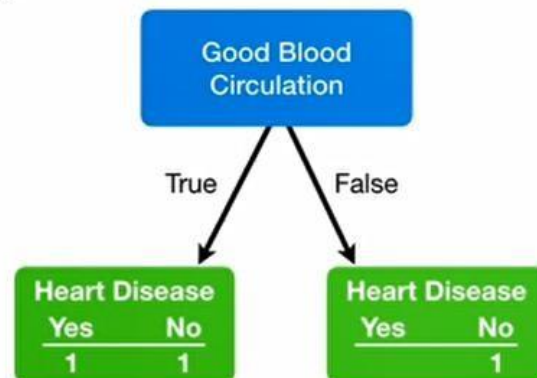 Good Blood
Circulation
True
False
Heart Disease
Yes No
1 1
Heart Disease
Yes No
1